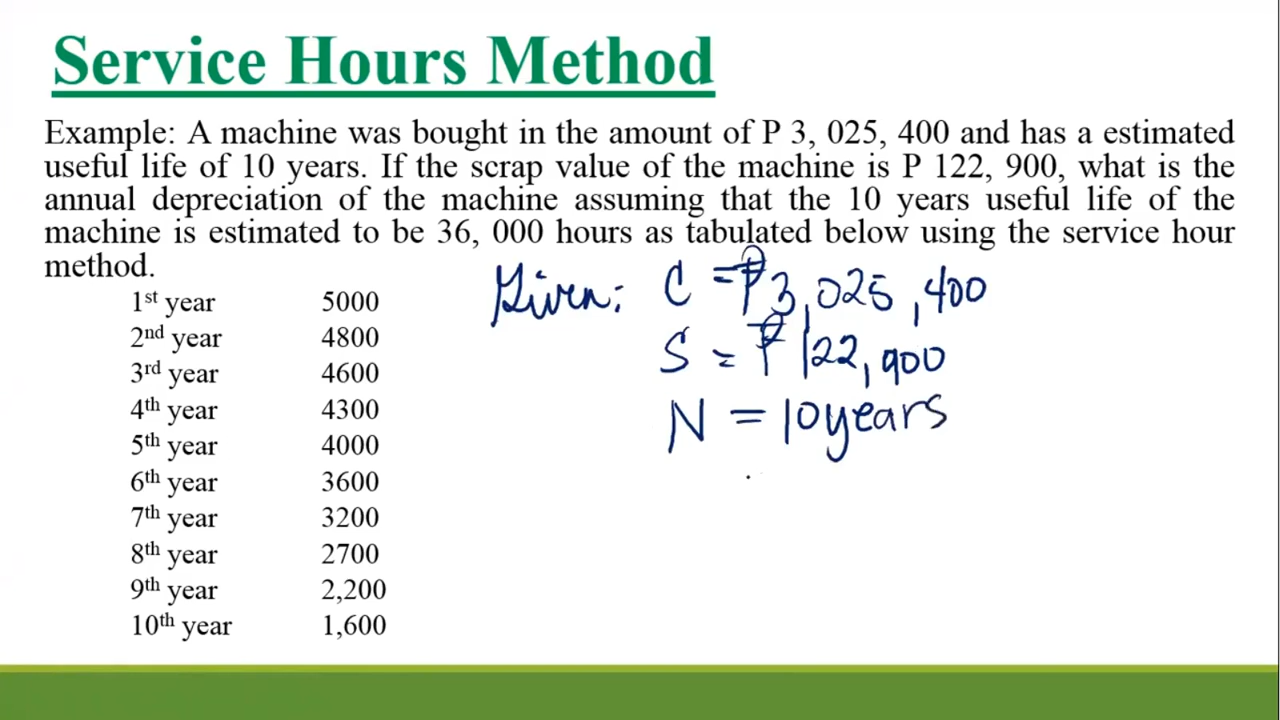 Service Hours Method
Example: A machine was bought in the amount of P 3, 025, 400 and has a estimated
useful life of 10 years. If the scrap value of the machine is P 122, 900, what is the
annual depreciation of the machine assuming that the 10 years useful life of the
machine is estimated to be 36, 000 hours as tabulated below using the service hour
method.
Given: C = ₱3,025,400
1st year 5000
2nd year 4800
S = ₱122,900
3rd year 4600
4th year 4300
N = 10 years
5th year 4000
6th year 3600
7th year 3200
8th year 2700
9th year 2,200
10th year 1,600